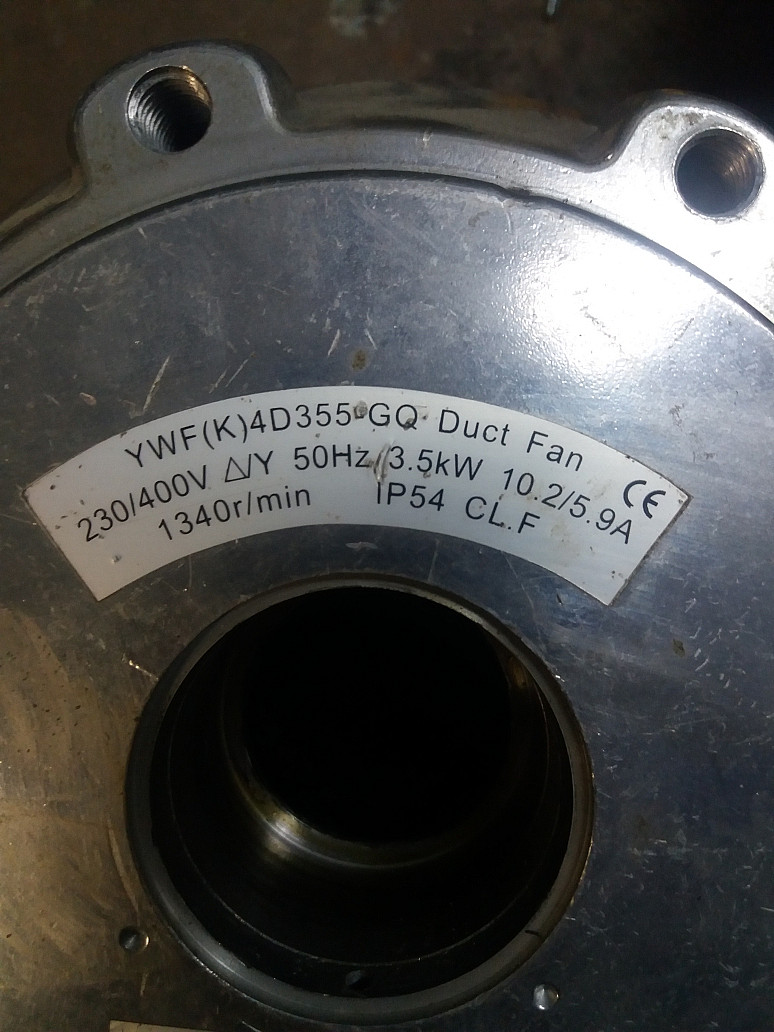 YWF(K)4D355-GQ Duct Fan
230/400V Δ/Y 50Hz 3.5kW 10.2/5.9A CE
1340r/min IP54 CL.F